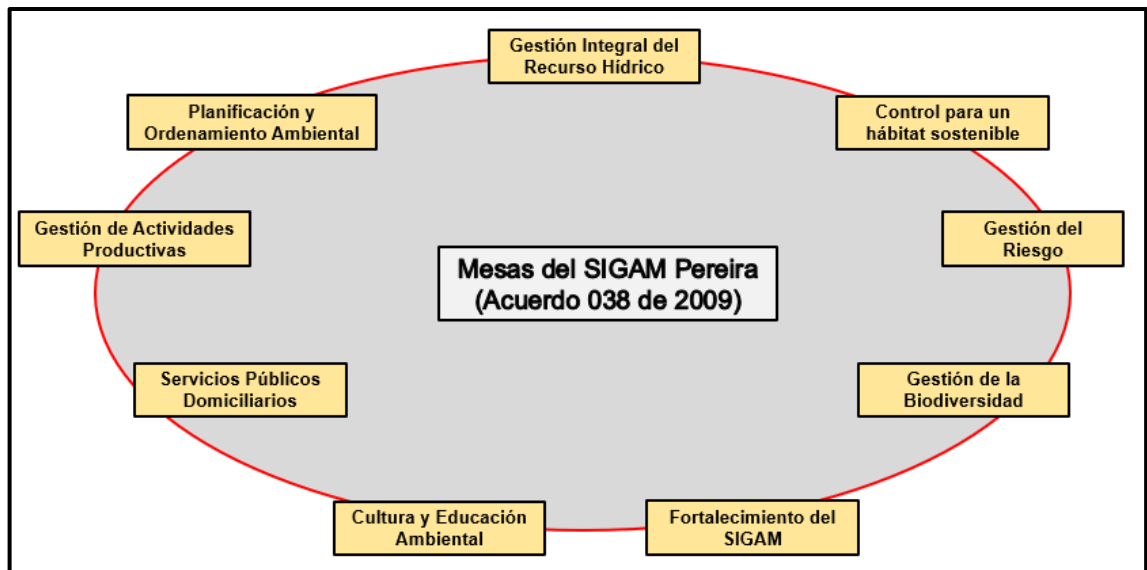 Gestión Integral del
Recurso Hídrico
Planificación y
Ordenamiento Ambiental
Control para un
hábitat sostenible
Gestión de Actividades
Productivas
Gestión del
Riesgo
Mesas del SIGAM Pereira
(Acuerdo 038 de 2009)
Servicios Públicos
Domiciliarios
Gestión de la
Biodiversidad
Cultura y Educación
Ambiental
Fortalecimiento del
SIGAM